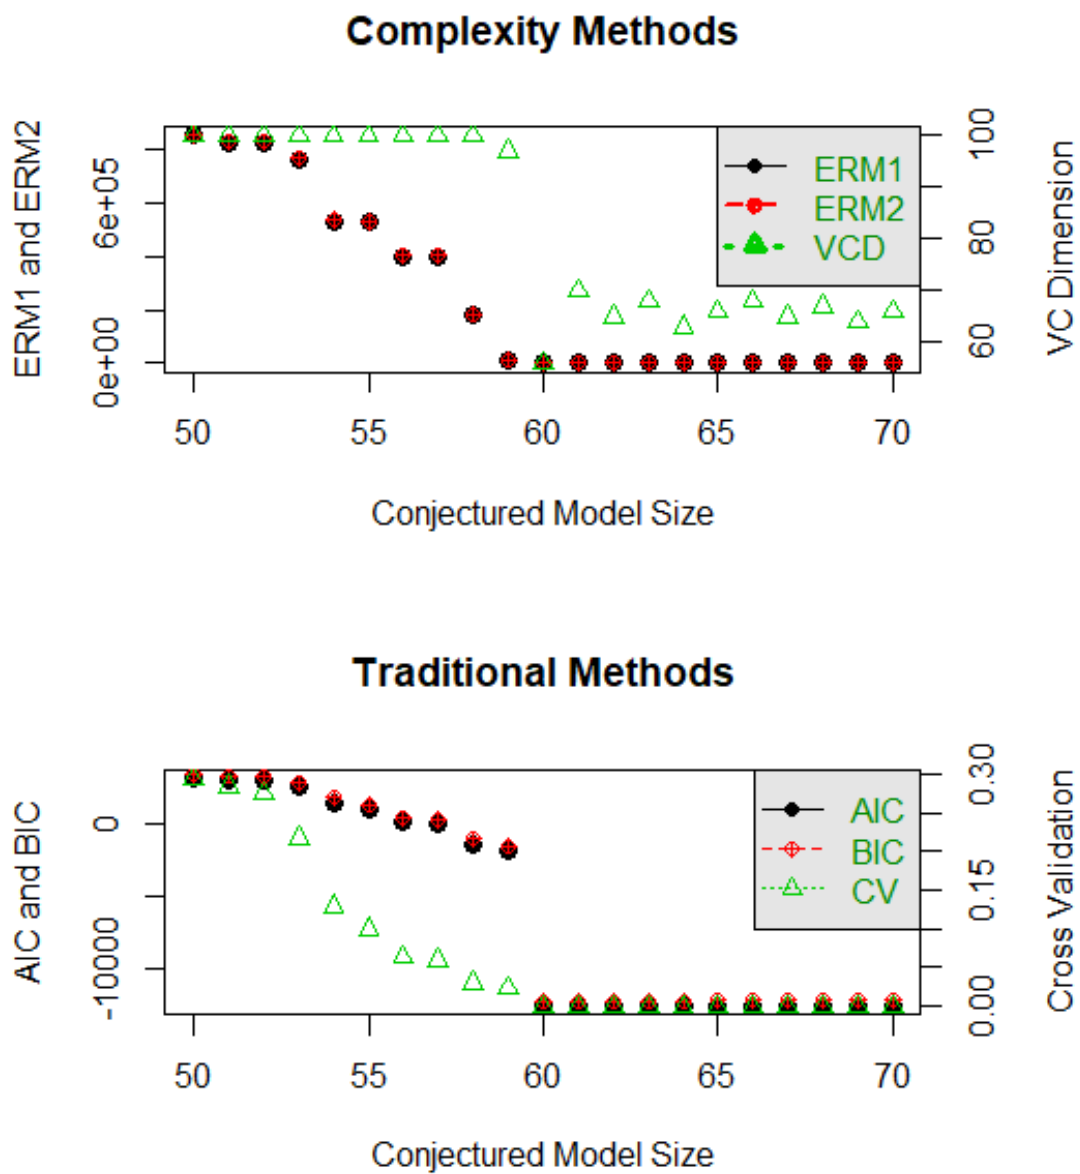 Complexity Methods
ERM1 and ERM2
0e+00
6e+05
50
55
60
65
70
Conjectured Model Size
60
80
100
VC Dimension
ERM1
ERM2
VCD
Traditional Methods
AIC and BIC
-10000
0
50
55
60
65
70
Conjectured Model Size
0.00
0.15
0.30
Cross Validation
AIC
BIC
CV